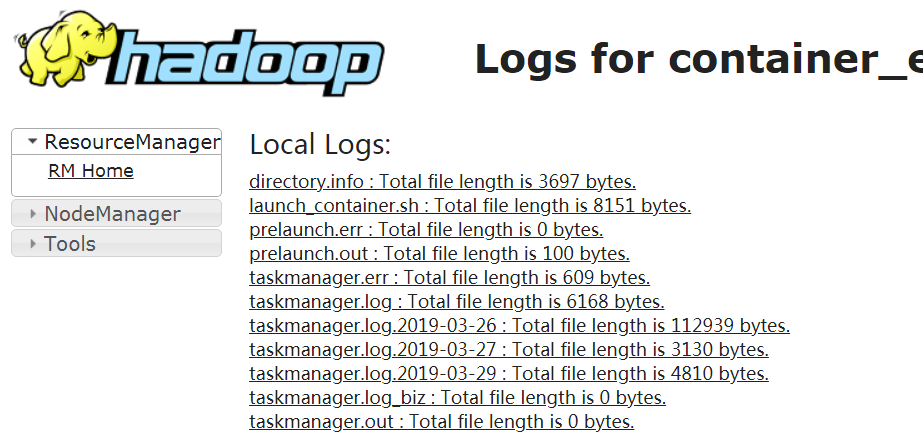 hadoop
Logs for container_e
ResourceManager
RM Home
NodeManager
Tools
Local Logs:
directory.info : Total file length is 3697 bytes.
launch_container.sh : Total file length is 8151 bytes.
prelaunch.err : Total file length is 0 bytes.
prelaunch.out : Total file length is 100 bytes.
taskmanager.err : Total file length is 609 bytes.
taskmanager.log : Total file length is 6168 bytes.
taskmanager.log.2019-03-26 : Total file length is 112939 bytes.
taskmanager.log.2019-03-27 : Total file length is 3130 bytes.
taskmanager.log.2019-03-29 : Total file length is 4810 bytes.
taskmanager.log_biz : Total file length is 0 bytes.
taskmanager.out : Total file length is 0 bytes.